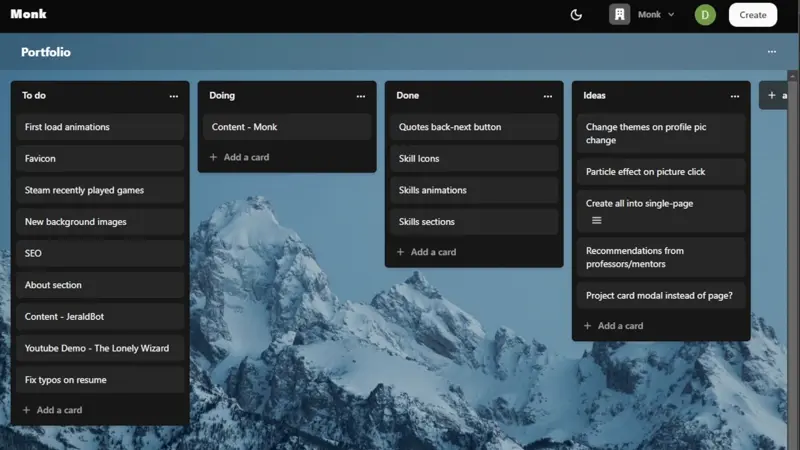 Monk
Monk
D
Create
Portfolio
To do
First load animations
Favicon
Steam recently played games
New background images
SEO
About section
Content - JeraldBot
Youtube Demo - The Lonely Wizard
Fix typos on resume
+ Add a card
Doing
Content - Monk
+ Add a card
Done
Quotes back-next button
Skill Icons
Skills animations
Skills sections
+ Add a card
Ideas
Change themes on profile pic
change
Particle effect on picture click
Create all into single-page
Recommendations from
professors/mentors
Project card modal instead of page?
+ Add a card
+ a